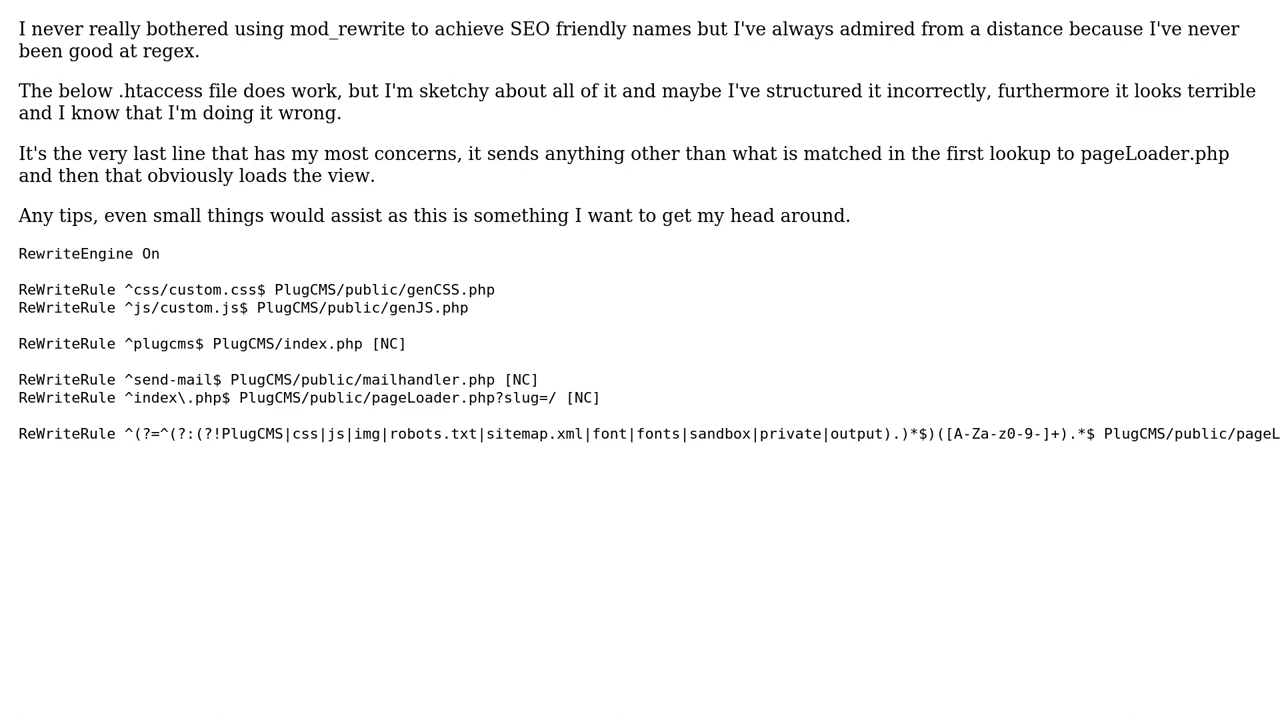 I never really bothered using mod_rewrite to achieve SEO friendly names but I've always admired from a distance because I've never
been good at regex.
The below .htaccess file does work, but I'm sketchy about all of it and maybe I've structured it incorrectly, furthermore it looks terrible
and I know that I'm doing it wrong.
It's the very last line that has my most concerns, it sends anything other than what is matched in the first lookup to pageLoader.php
and then that obviously loads the view.
Any tips, even small things would assist as this is something I want to get my head around.
RewriteEngine On
ReWriteRule ^css/custom.css$ PlugCMS/public/genCSS.php
ReWriteRule ^js/custom.js$ PlugCMS/public/genJS.php
ReWriteRule ^plugcms$ PlugCMS/index.php [NC]
ReWriteRule ^send-mail$ PlugCMS/public/mailhandler.php [NC]
ReWriteRule ^index\.php$ PlugCMS/public/pageLoader.php?slug=/ [NC]
ReWriteRule ^(?=^(?:(?!PlugCMS|css|js|img|robots.txt|sitemap.xml|font|fonts|sandbox|private|output).)*$)([A-Za-z0-9-]+).*$ PlugCMS/public/pageL